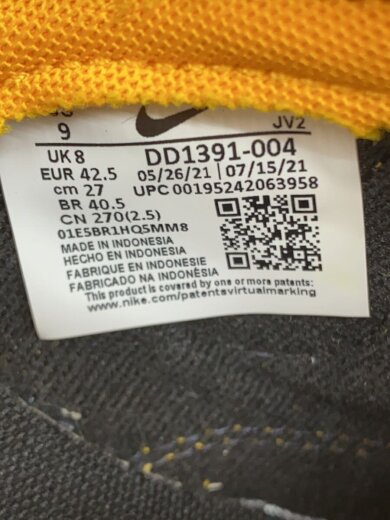 9
JV2
UK 8
DD1391-004
EUR 42.5
05/26/21 | 07/15/21
cm 27
UPC 00195242063958
BR 40.5
CN 270(2.5)
01E5BR1HQ5MM8
MADE IN INDONESIA
HECHO EN INDONESIA
FABRIQUE EN INDONESIE
FABRICADO NA INDONÉSIA
This product is covered by one or more patents:
www.nike.com/patentsvirtualmarking